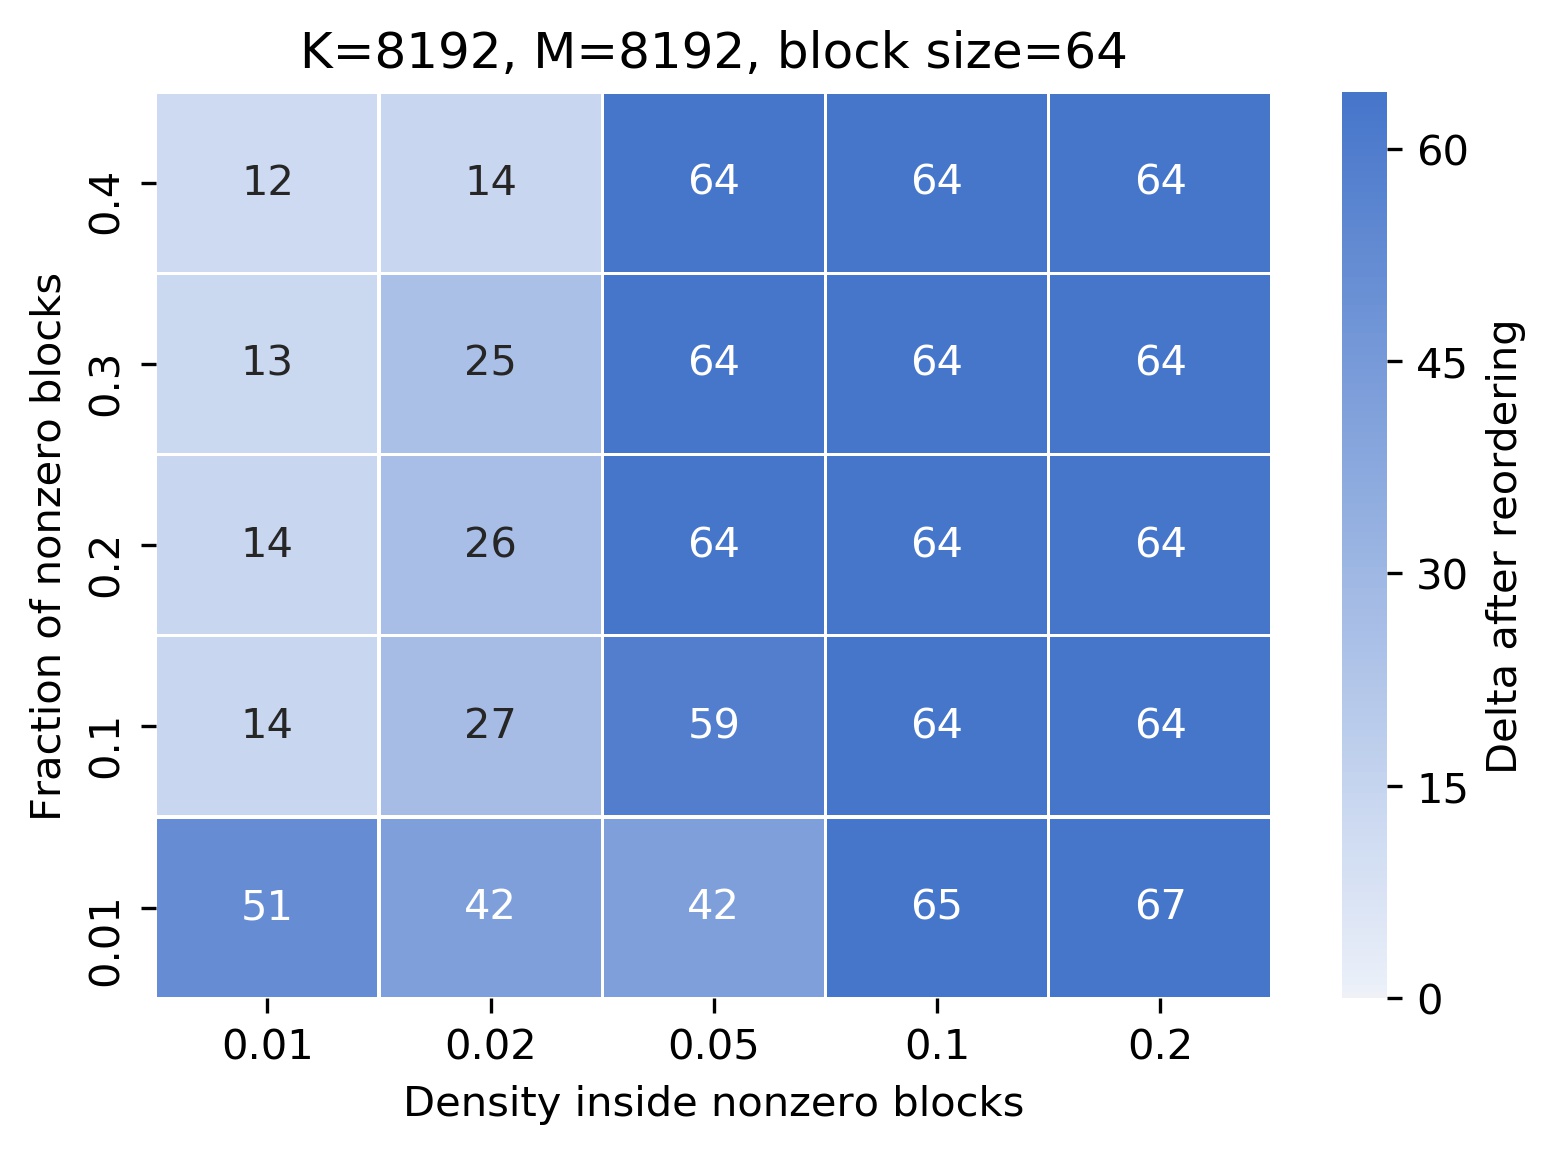 K=8192, M=8192, block size=64
Fraction of nonzero blocks
0.4
12 14 64 64 64
0.3
13 25 64 64 64
0.2
14 26 64 64 64
0.1
14 27 59 64 64
0.01
51 42 42 65 67
0.01 0.02 0.05 0.1 0.2
Density inside nonzero blocks
60
45
30
15
0
Delta after reordering